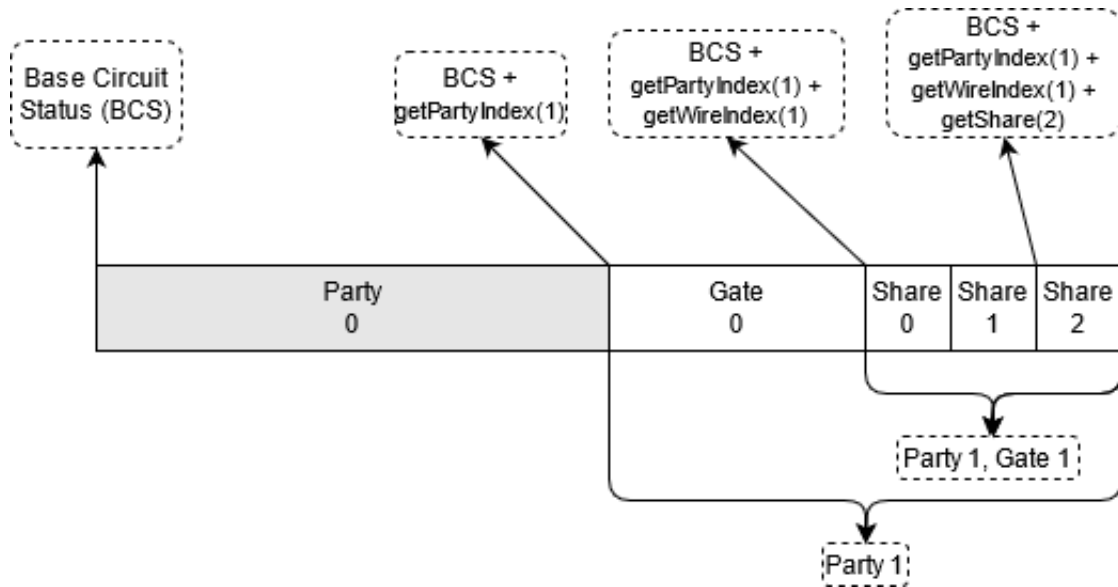 Base Circuit
Status (BCS)
BCS +
getPartyIndex(1)
BCS +
getPartyIndex(1) +
getWireIndex(1)
BCS +
getPartyIndex(1) +
getWireIndex(1) +
getShare(2)
Party
0
Gate
0
Share
0
Share
1
Share
2
Party 1, Gate 1
Party 1